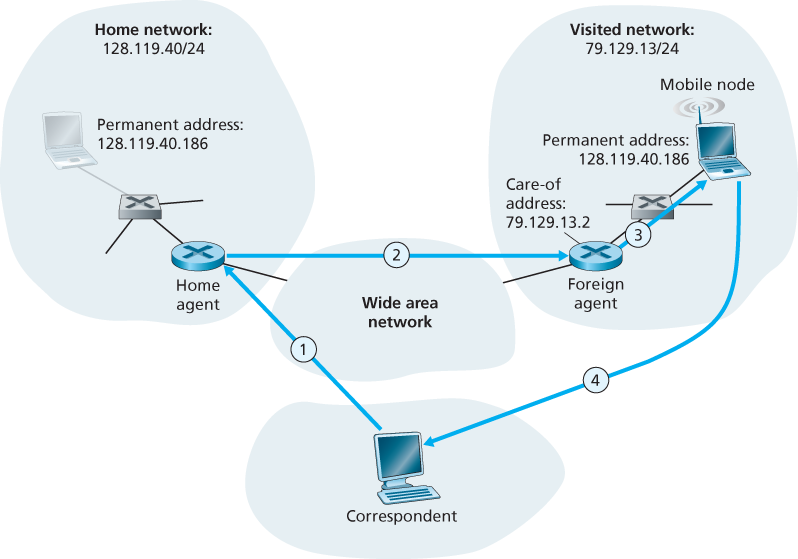 Home network:
128.119.40/24
Visited network:
79.129.13/24
Mobile node
Permanent address:
128.119.40.186
Permanent address:
128.119.40.186
Care-of
address:
79.129.13.2
3
2
Home
agent
Foreign
agent
Wide area
network
1
4
Correspondent